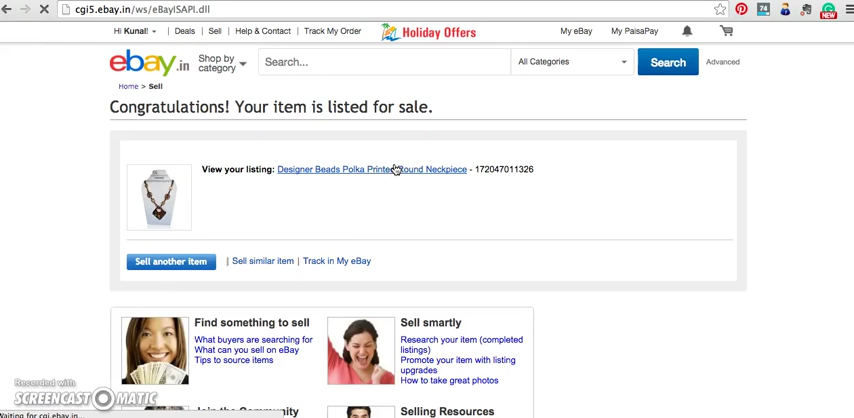 cgi5.ebay.in/ws/eBayISAPI.dll
74
NEW
Hi Kunal! | Deals | Sell | Help & Contact | Track My Order
Holiday Offers
My eBay My PaisaPay
ebay.in
Shop by
category
Search...
All Categories
Search
Advanced
Home > Sell
Congratulations! Your item is listed for sale.
View your listing: Designer Beads Polka Printed Round Neckpiece - 172047011326
Sell another item | Sell similar item | Track in My eBay
Find something to sell
What buyers are searching for
What can you sell on eBay
Tips to source items
Sell smartly
Research your item (completed
listings)
Promote your item with listing
upgrades
How to take great photos
Join the Community
Selling Resources
Recorded with
SCREENCAST-O-MATIC
Waiting for cgi.ebay.in...